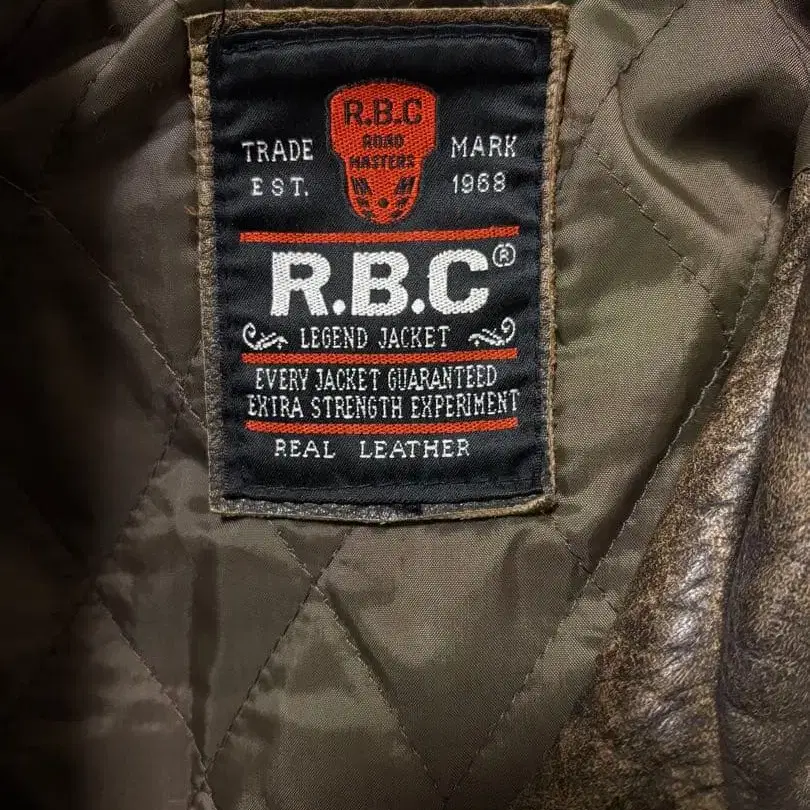 R.B.C
ROAD
MASTERS
TRADE MARK
EST. 1968
R.B.C®
LEGEND JACKET
EVERY JACKET GUARANTEED
EXTRA STRENGTH EXPERIMENT
REAL LEATHER